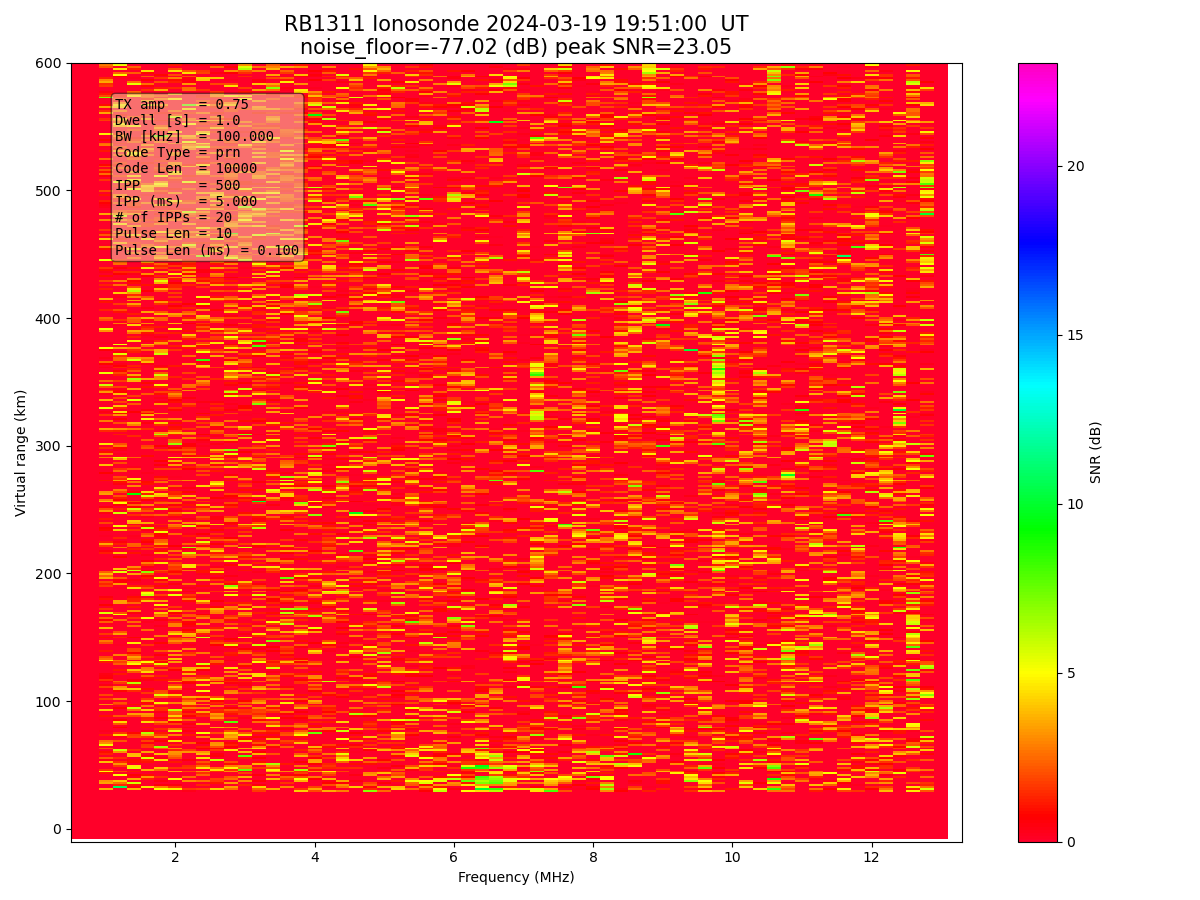 RB1311 Ionosonde 2024-03-19 19:51:00  UT
noise_floor=-77.02 (dB) peak SNR=23.05
TX amp    = 0.75
Dwell [s] = 1.0
BW [kHz]  = 100.000
Code Type = prn
Code Len  = 10000
IPP       = 500
IPP (ms)  = 5.000
# of IPPs = 20
Pulse Len = 10
Pulse Len (ms) = 0.100
600
500
400
300
200
100
0
Virtual range (km)
2 4 6 8 10 12
Frequency (MHz)
20
15
10
5
0
SNR (dB)